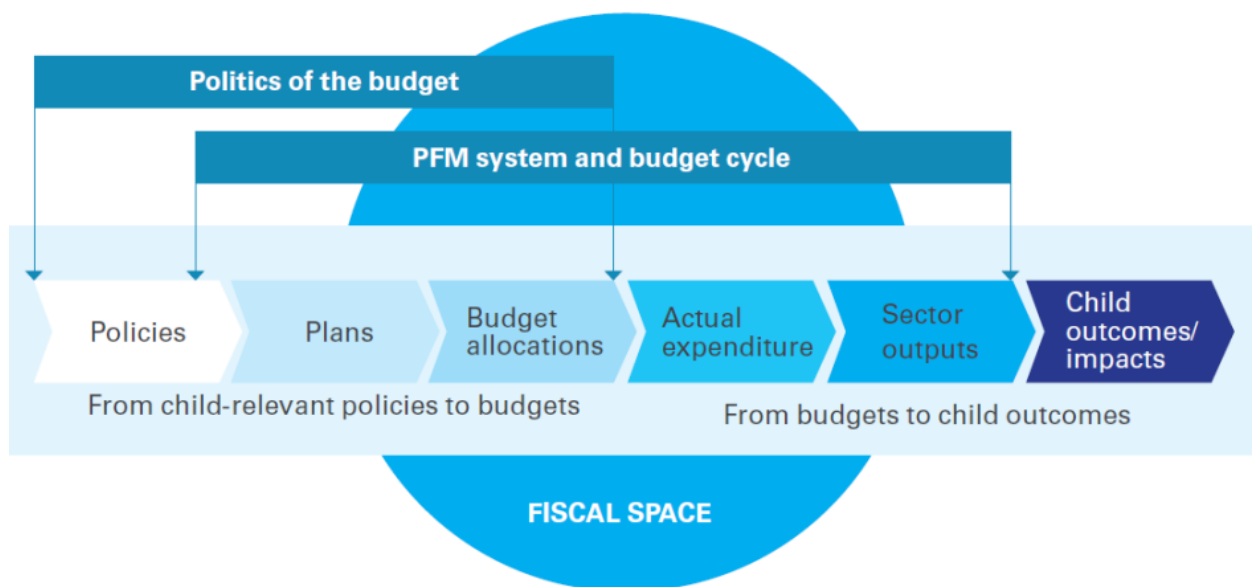 Politics of the budget
PFM system and budget cycle
Policies
Plans
Budget
allocations
Actual
expenditure
Sector
outputs
Child
outcomes/
impacts
From child-relevant policies to budgets
From budgets to child outcomes
FISCAL SPACE